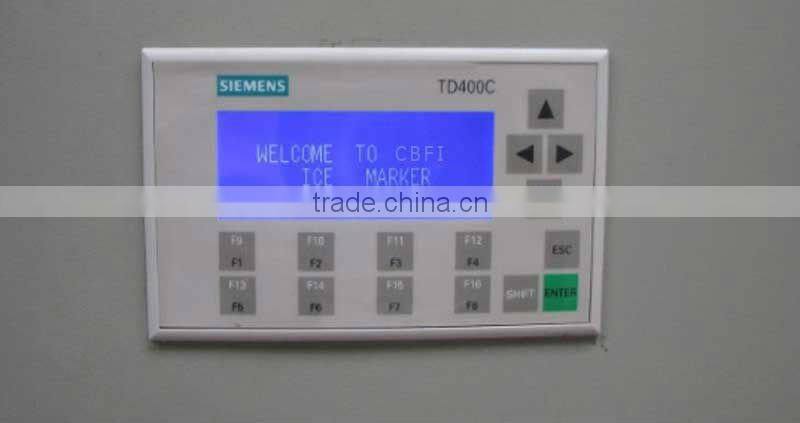 SIEMENS
TD400C
WELCOME TO CBFI
ICE MARKER
trade.china.cn
F9 F10 F11 F12
F1 F2 F3 F4
ESC
F13 F14 F15 F16
F5 F6 F7 F8
SHIFT ENTER